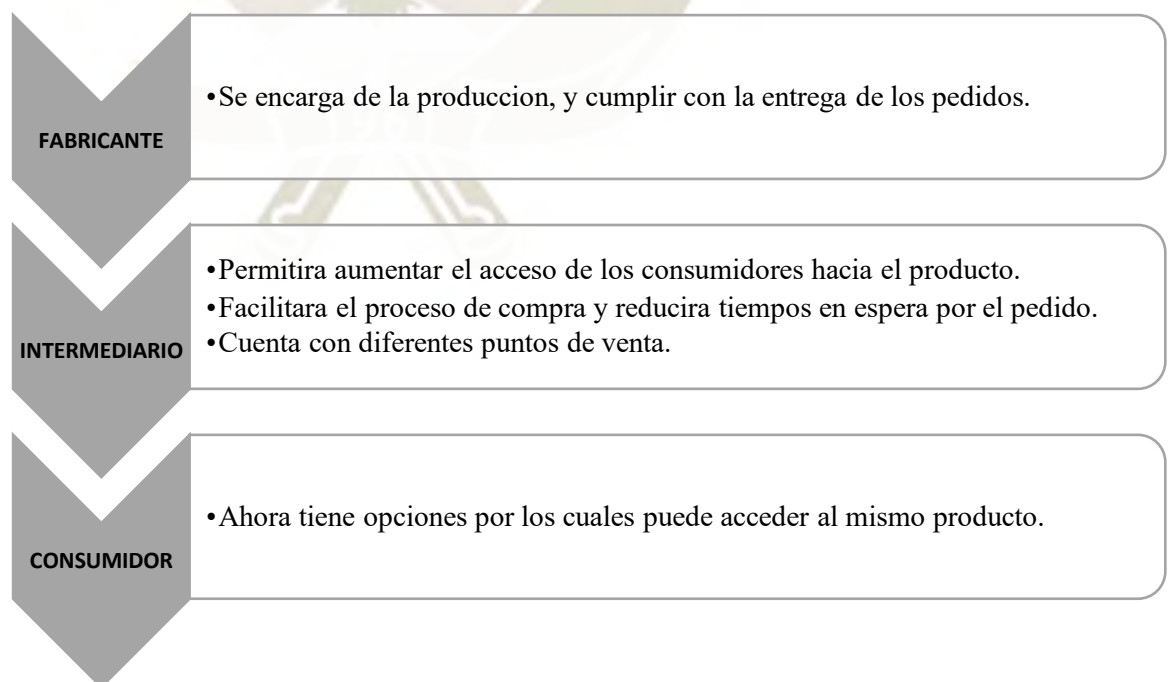 FABRICANTE
•Se encarga de la produccion, y cumplir con la entrega de los pedidos.
INTERMEDIARIO
•Permitira aumentar el acceso de los consumidores hacia el producto.
•Facilitara el proceso de compra y reducira tiempos en espera por el pedido.
•Cuenta con diferentes puntos de venta.
CONSUMIDOR
•Ahora tiene opciones por los cuales puede acceder al mismo producto.